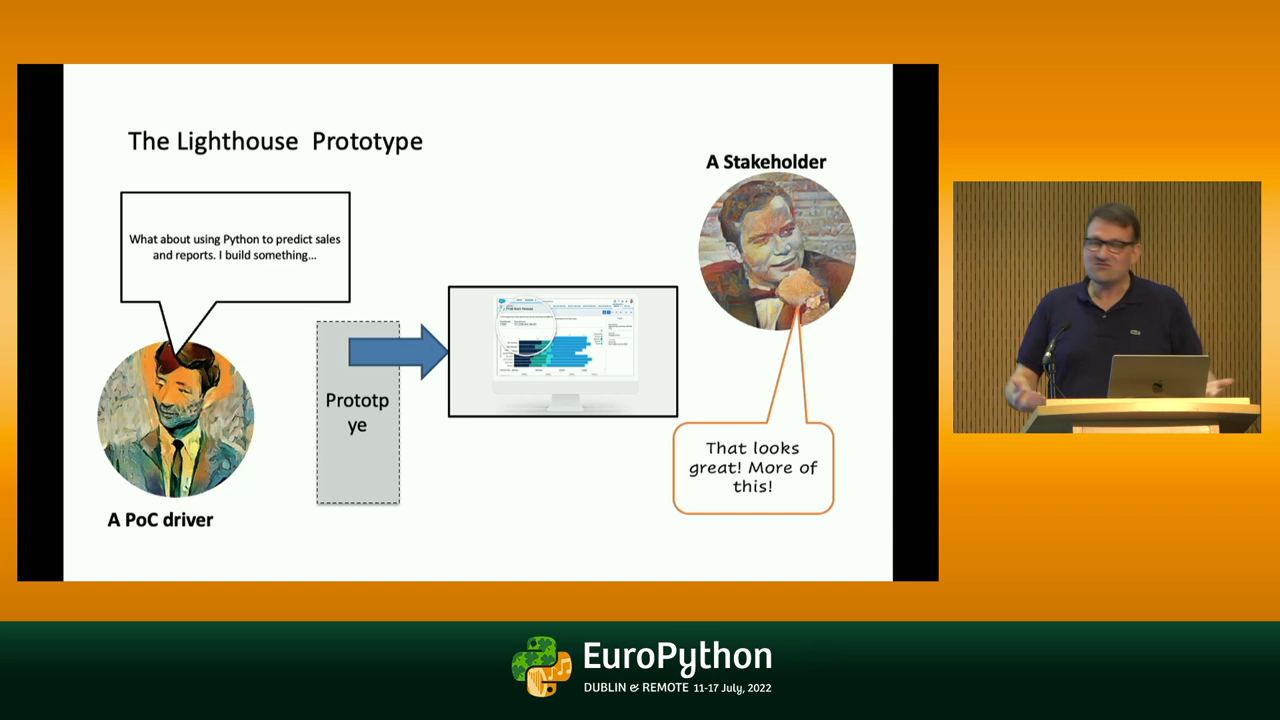 The Lighthouse Prototype
A Stakeholder
What about using Python to predict sales
and reports. I build something...
Prototp
ye
That looks
great! More of
this!
A PoC driver
EuroPython
DUBLIN & REMOTE 11-17 July, 2022